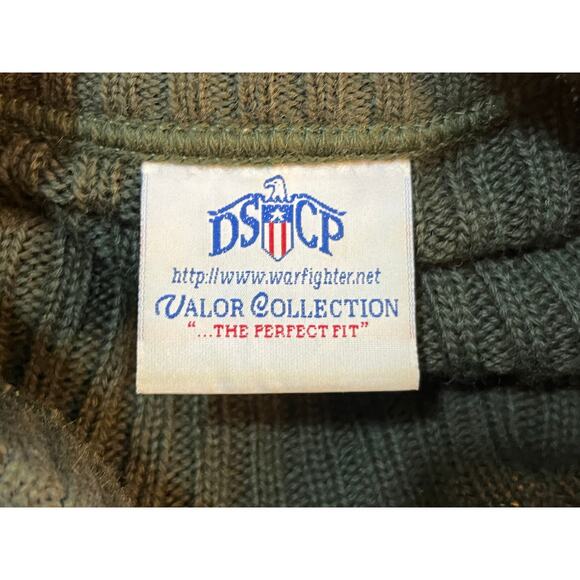 DSCP
http://www.warfighter.net
VALOR COLLECTION
"...THE PERFECT FIT"